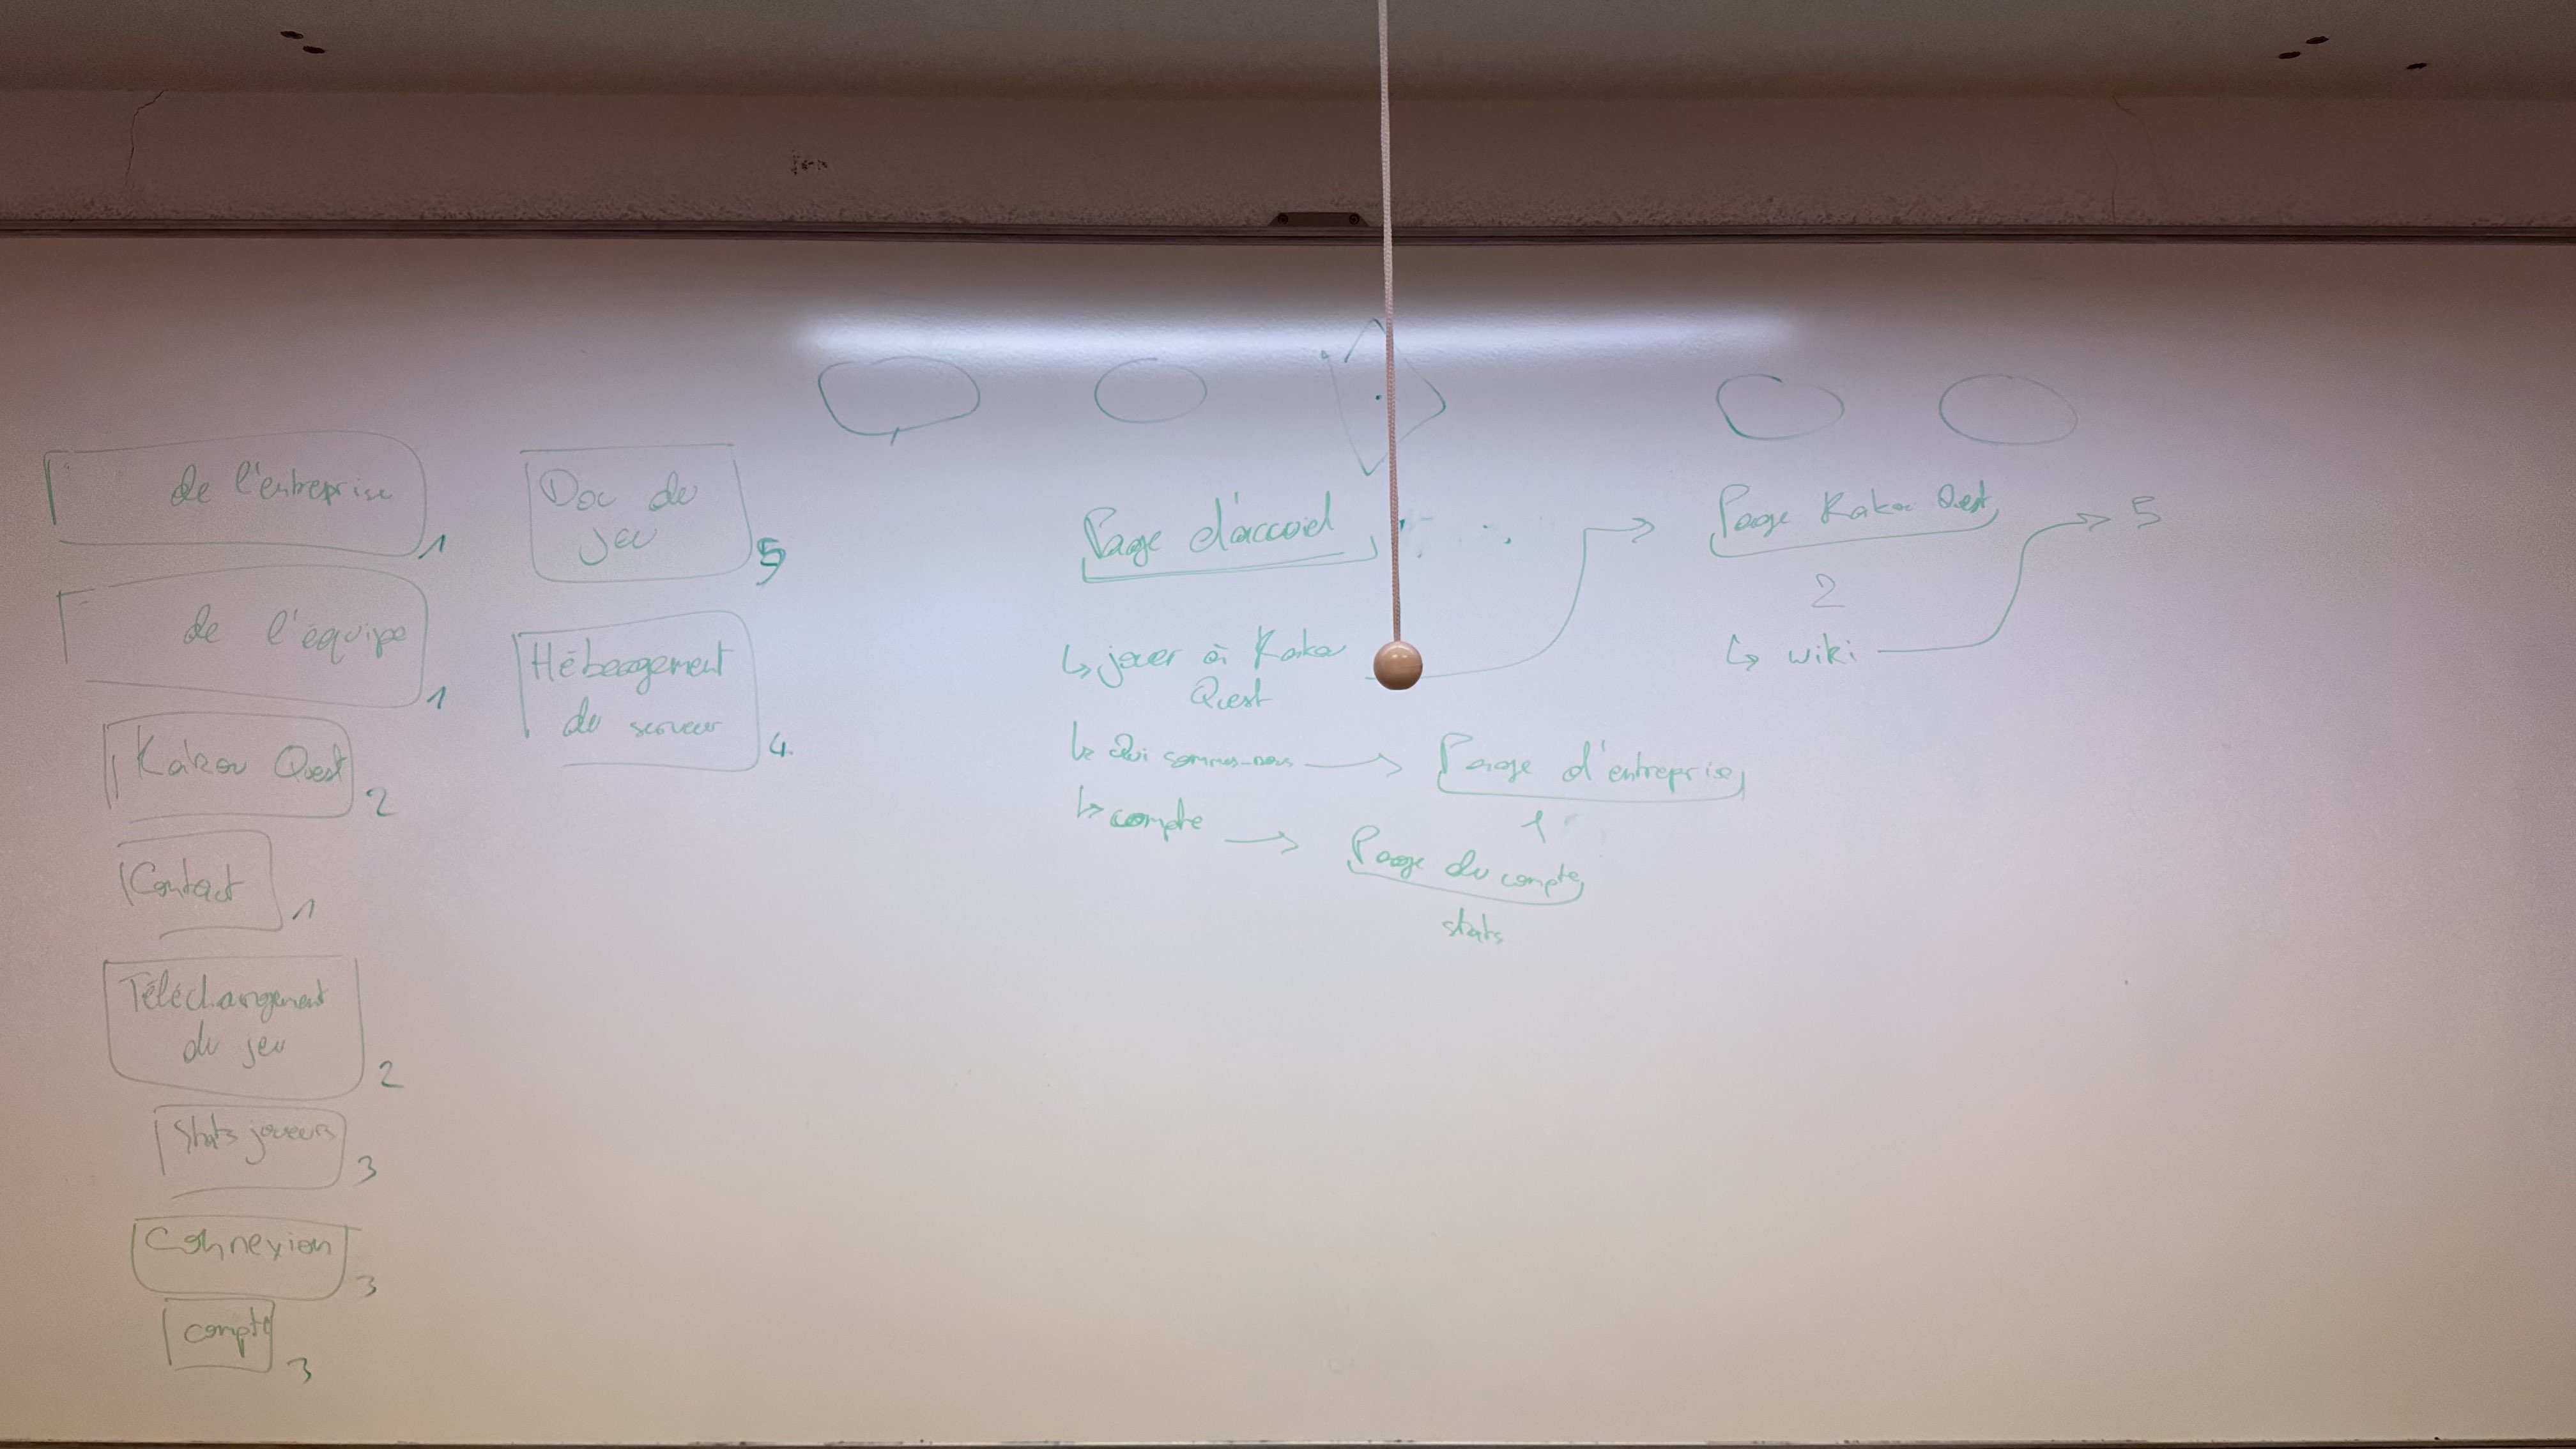 de l'entreprise
1
de l'équipe
1
Kakou Quest
2
Contact
1
Téléchargement
du jeu
2
Stats joueurs
3
Connexion
3
compte
3
Doc de
jeu
5
Hébergement
du serveur
4
Page d'accueil
↳ jouer à Kakou
Quest
↳ Qui sommes-nous → Page d'entreprise
1
↳ compte → Page du compte
stats
Page Kakou Quest
2
↳ wiki → 5